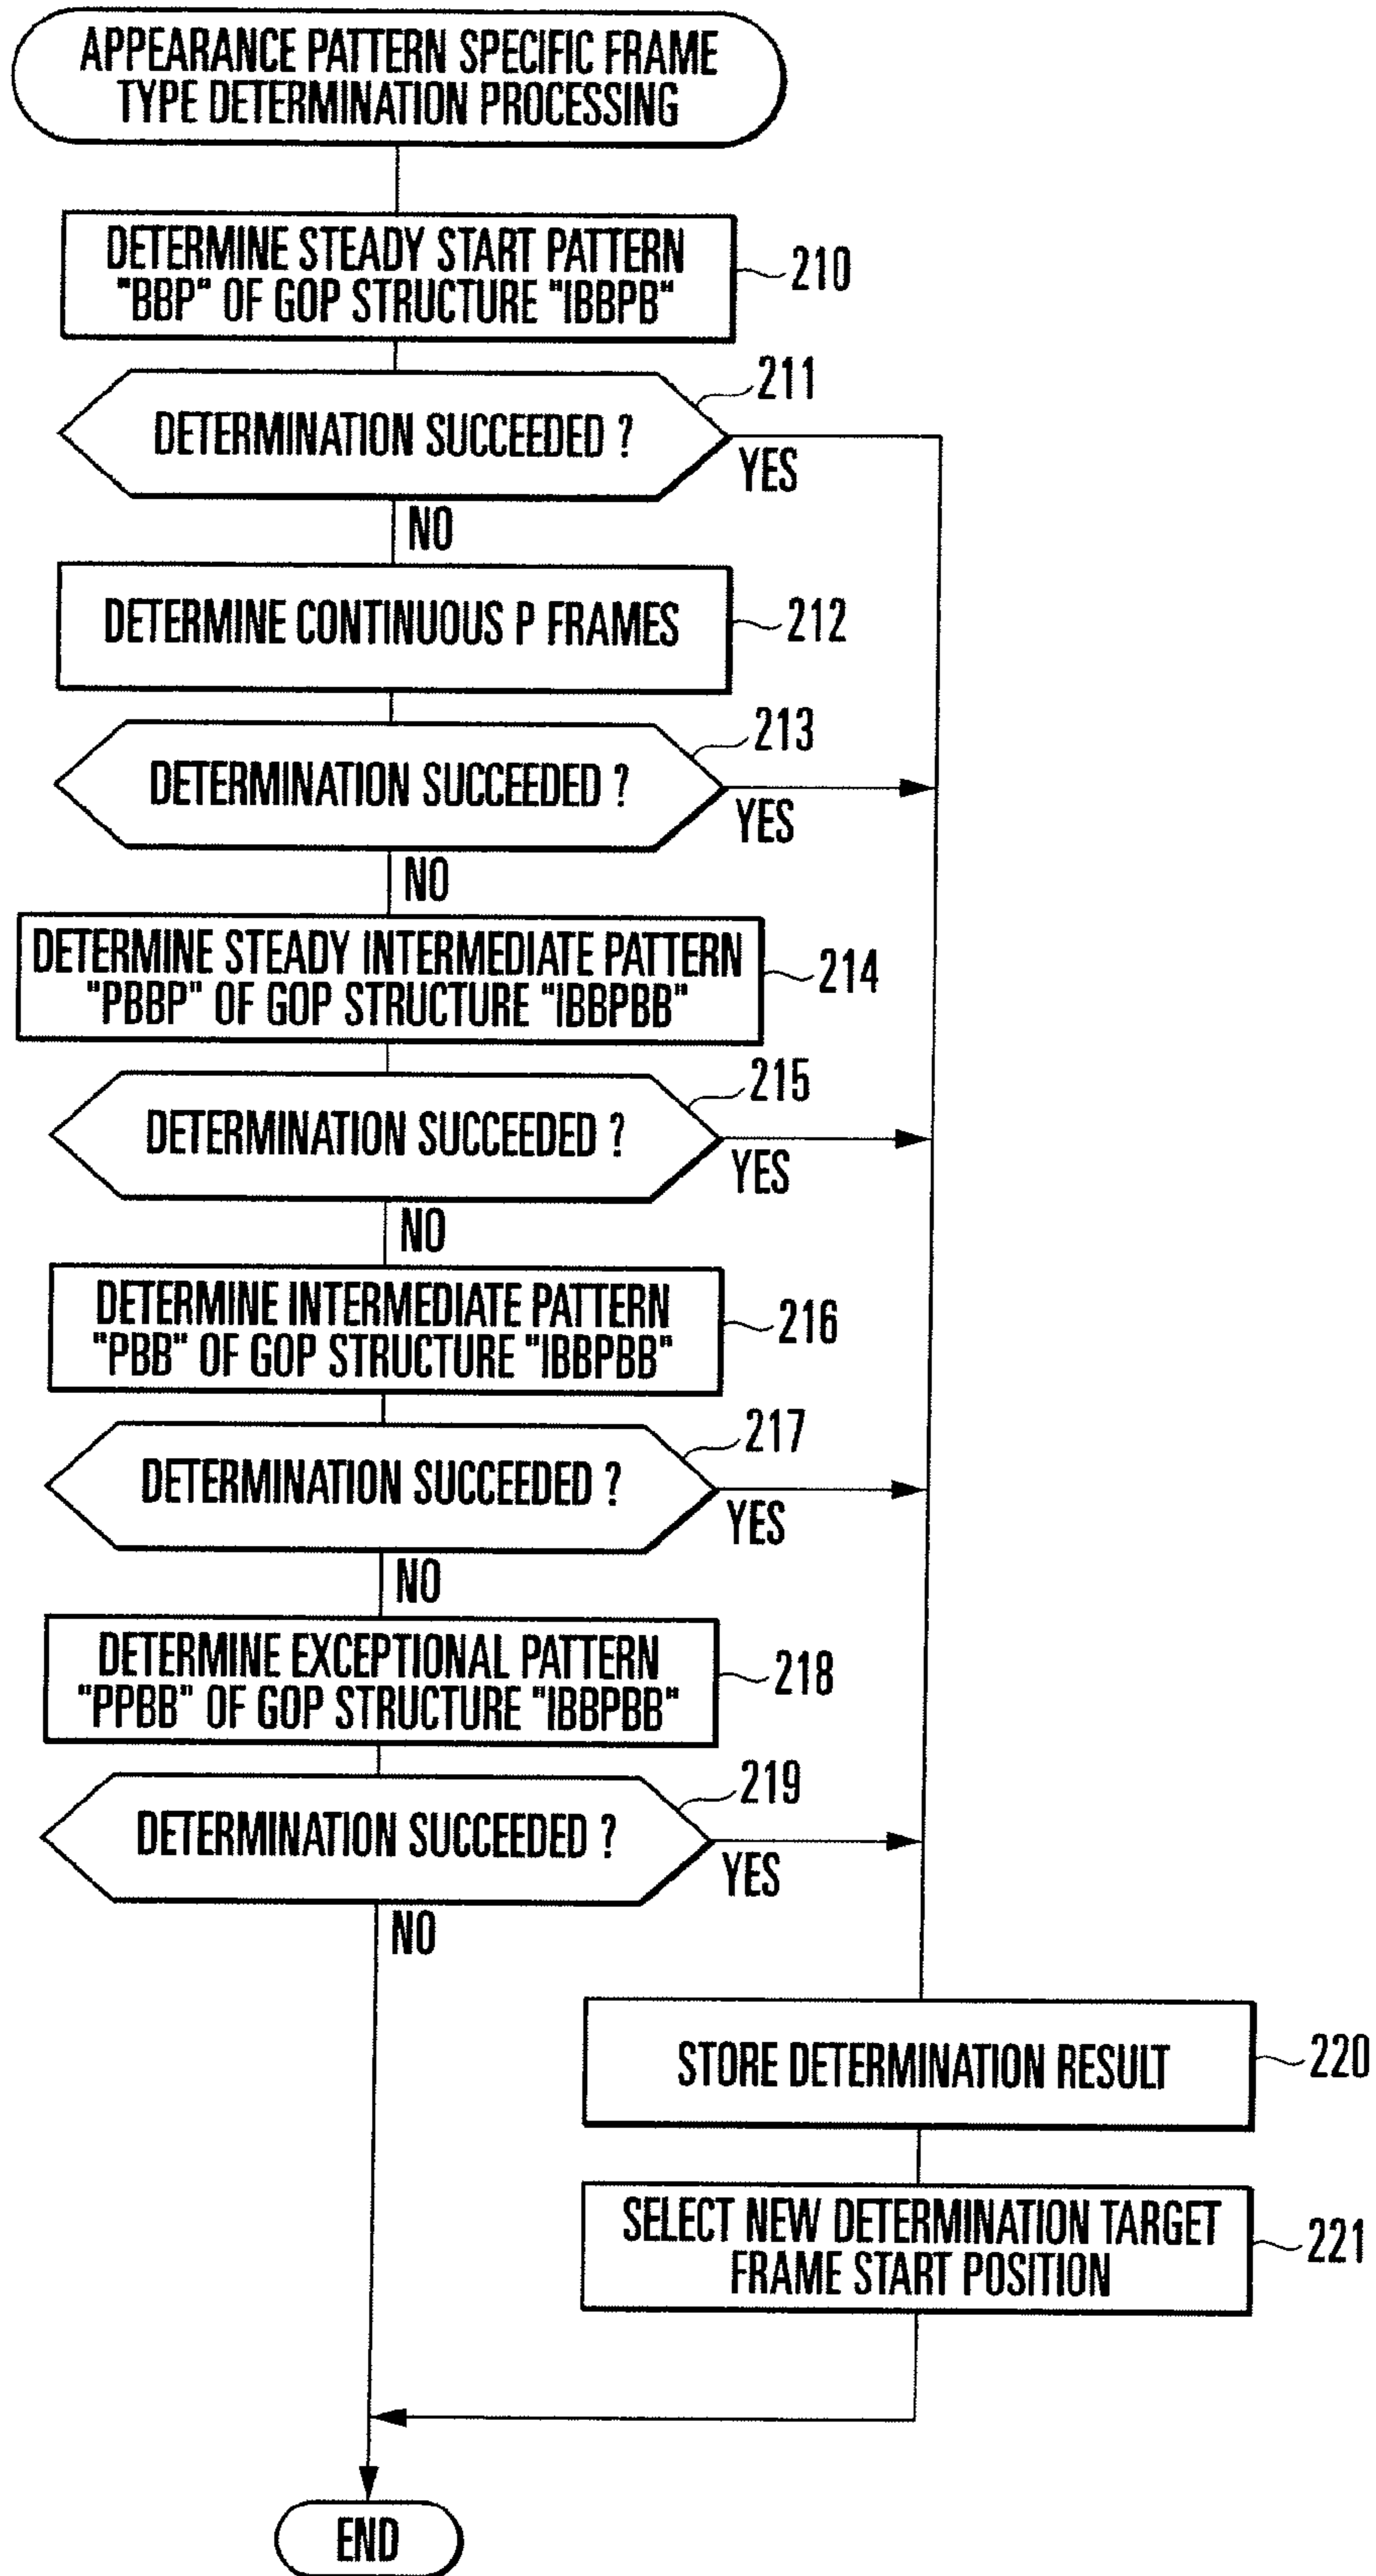 APPEARANCE PATTERN SPECIFIC FRAME
TYPE DETERMINATION PROCESSING
DETERMINE STEADY START PATTERN
"BBP" OF GOP STRUCTURE "IBBPB"
210
211
DETERMINATION SUCCEEDED ?
YES
NO
DETERMINE CONTINUOUS P FRAMES
212
213
DETERMINATION SUCCEEDED ?
YES
NO
DETERMINE STEADY INTERMEDIATE PATTERN
"PBBP" OF GOP STRUCTURE "IBBPBB"
214
215
DETERMINATION SUCCEEDED ?
YES
NO
DETERMINE INTERMEDIATE PATTERN
"PBB" OF GOP STRUCTURE "IBBPBB"
216
217
DETERMINATION SUCCEEDED ?
YES
NO
DETERMINE EXCEPTIONAL PATTERN
"PPBB" OF GOP STRUCTURE "IBBPBB"
218
219
DETERMINATION SUCCEEDED ?
YES
NO
STORE DETERMINATION RESULT
220
SELECT NEW DETERMINATION TARGET
FRAME START POSITION
221
END